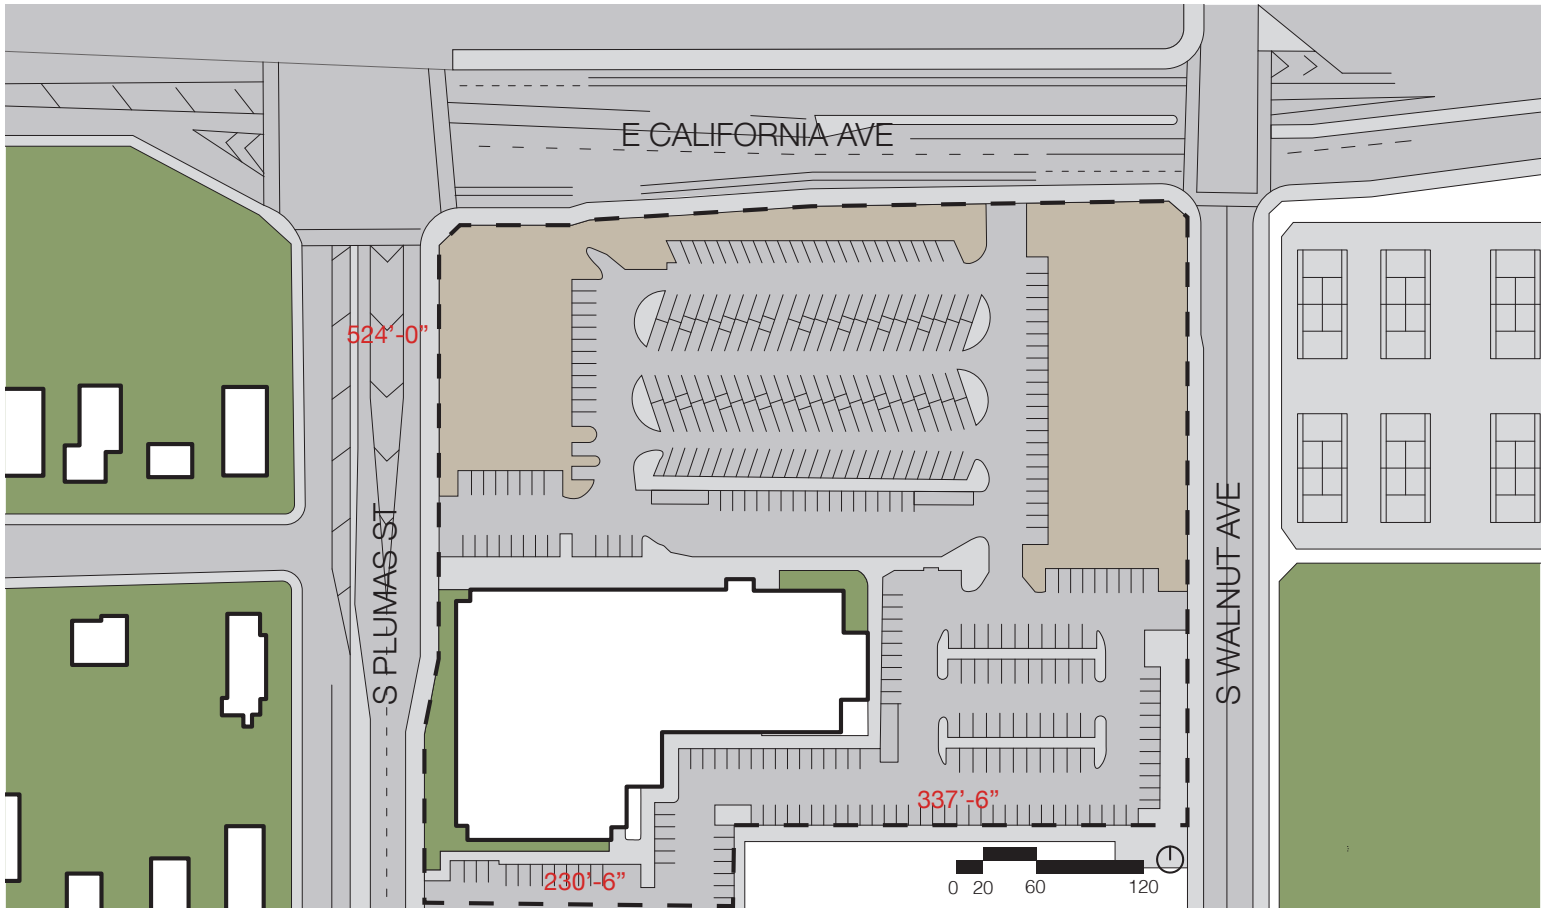 E CALIFORNIA AVE
524'-0”
S PLUMAS ST
S WALNUT AVE
337'-6”
230'-6”
0 20 60 120